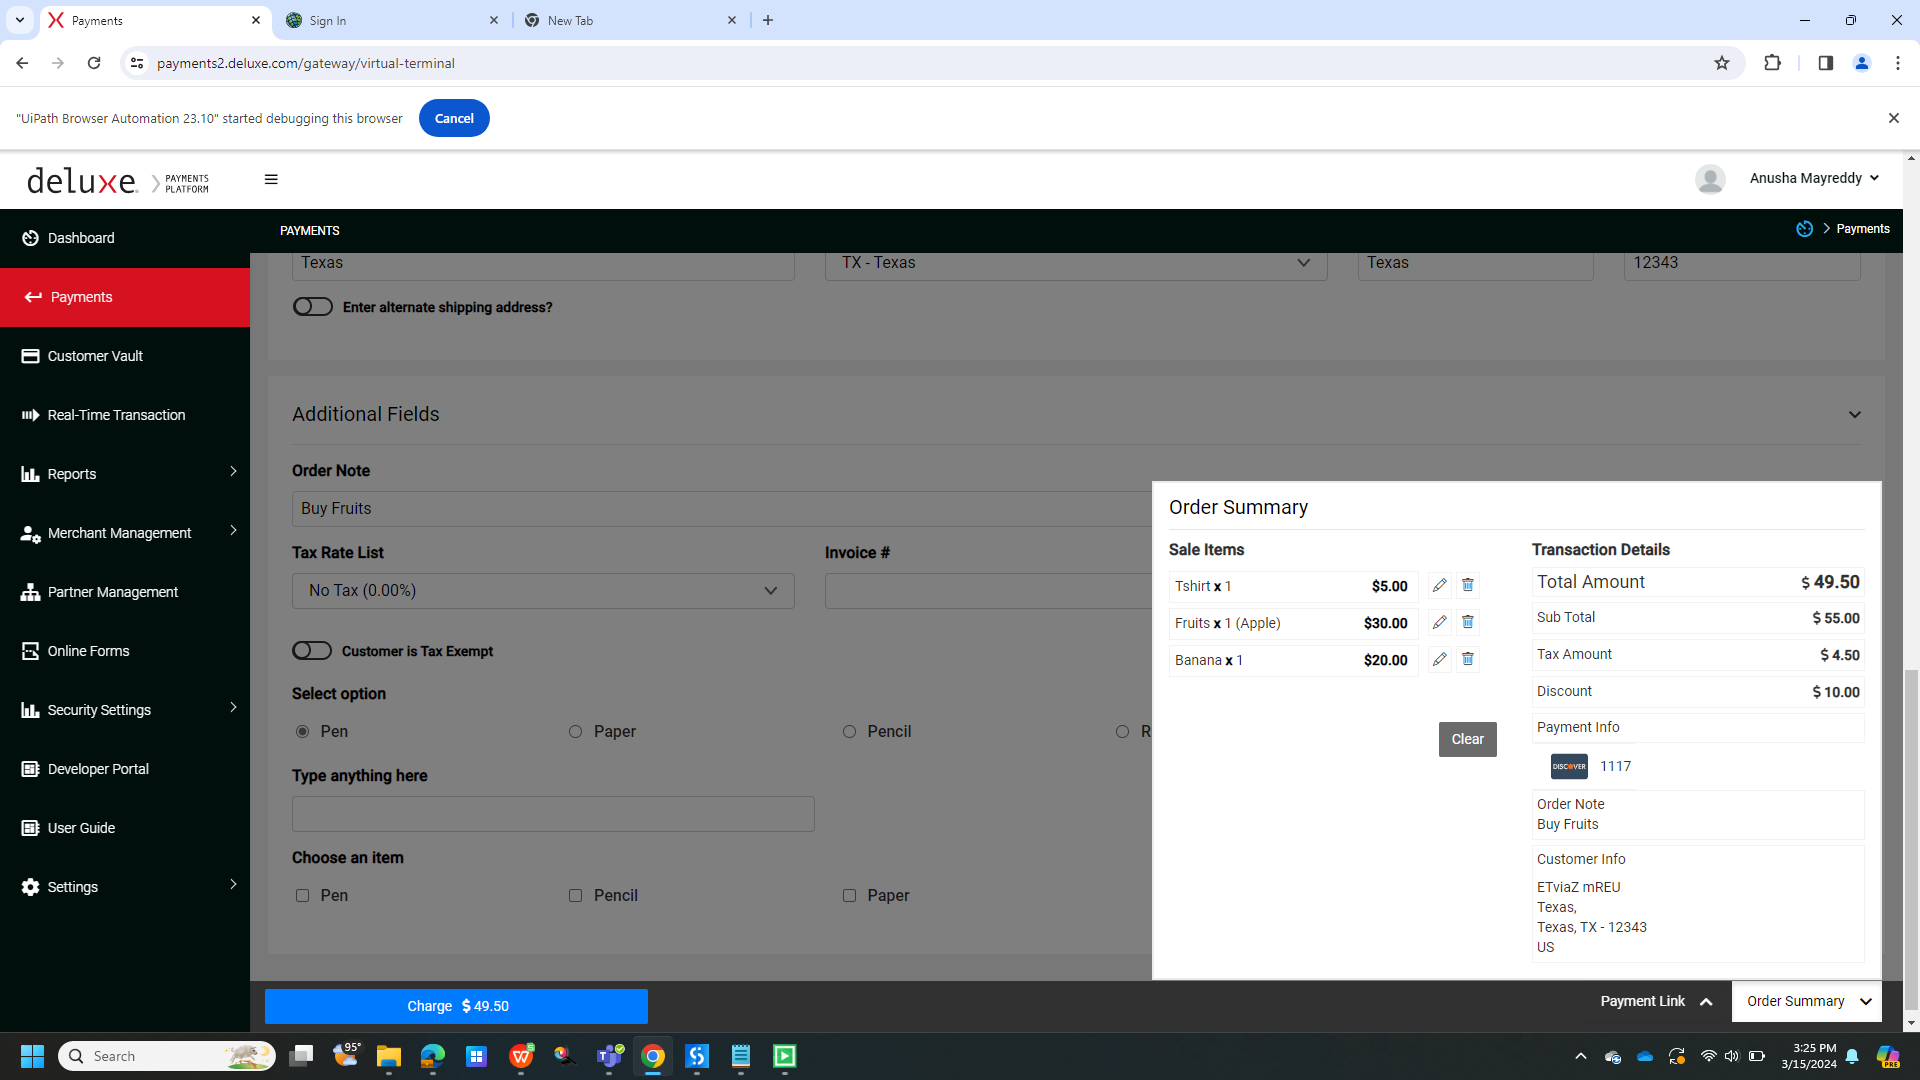 Payments
Sign In
New Tab
payments2.deluxe.com/gateway/virtual-terminal
"UiPath Browser Automation 23.10" started debugging this browser
Cancel
deluxe.
PAYMENTS
PLATFORM
Anusha Mayreddy
Dashboard
Payments
Customer Vault
Real-Time Transaction
Reports
Merchant Management
Partner Management
Online Forms
Security Settings
Developer Portal
User Guide
Settings
PAYMENTS
Payments
Texas
TX - Texas
Texas
12343
Enter alternate shipping address?
Additional Fields
Order Note
Buy Fruits
Tax Rate List
Invoice #
No Tax (0.00%)
Customer is Tax Exempt
Select option
Pen
Paper
Pencil
R
Type anything here
Choose an item
Pen
Pencil
Paper
Order Summary
Sale Items
Tshirt x 1 $5.00
Fruits x 1 (Apple) $30.00
Banana x 1 $20.00
Clear
Transaction Details
Total Amount $ 49.50
Sub Total $ 55.00
Tax Amount $ 4.50
Discount $ 10.00
Payment Info
DISCOVER 1117
Order Note
Buy Fruits
Customer Info
ETviaZ mREU
Texas,
Texas, TX - 12343
US
Charge $ 49.50
Payment Link
Order Summary
Search
95°
3:25 PM
3/15/2024
PRE